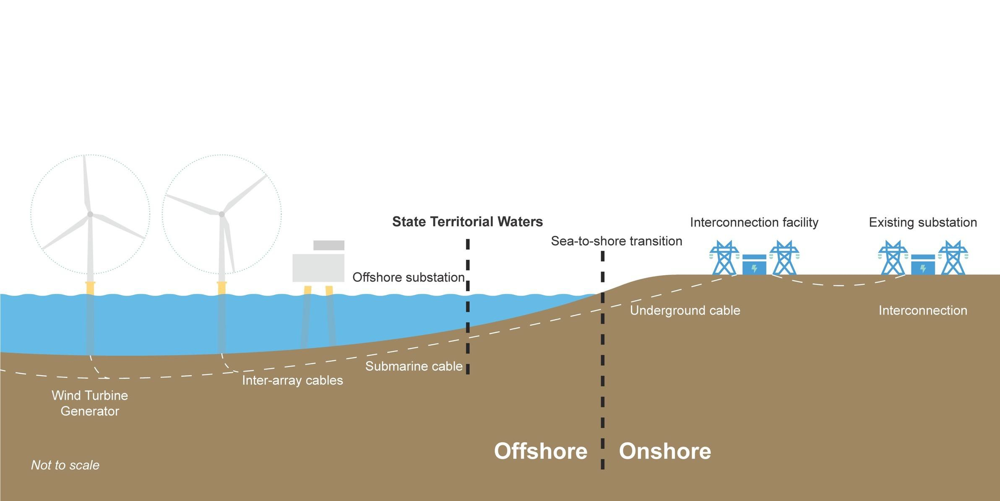 State Territorial Waters
Interconnection facility
Existing substation
Sea-to-shore transition
Offshore substation
Underground cable
Interconnection
Submarine cable
Inter-array cables
Wind Turbine
Generator
Offshore
Onshore
Not to scale